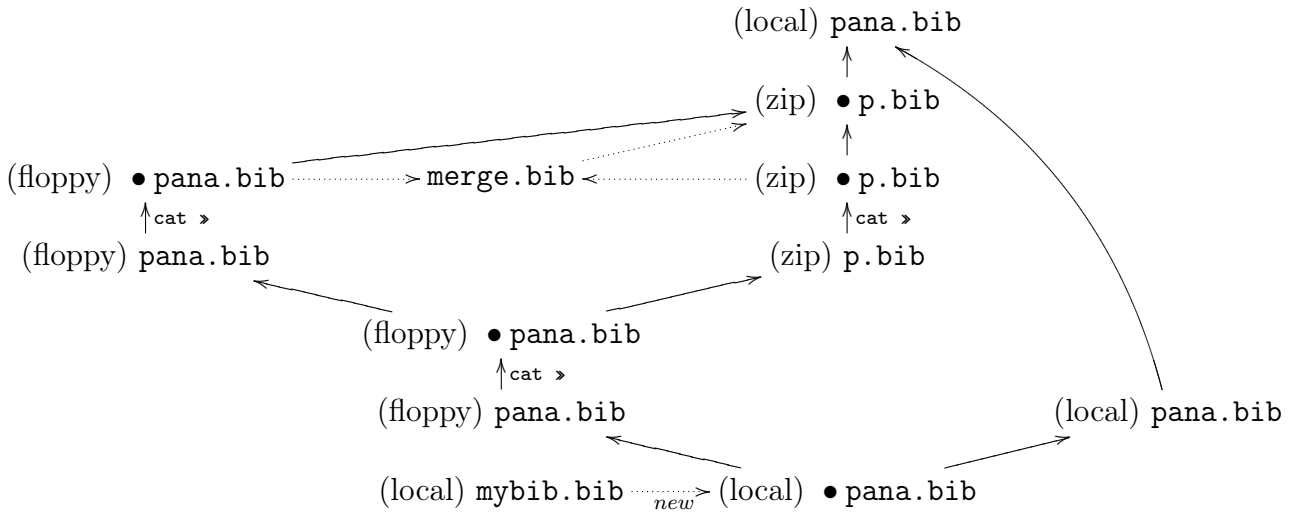 (local) pana.bib
(zip) • p.bib
(floppy) • pana.bib merge.bib (zip) • p.bib
cat » cat »
(floppy) pana.bib (zip) p.bib
(floppy) • pana.bib
cat »
(floppy) pana.bib (local) pana.bib
(local) mybib.bib new (local) • pana.bib